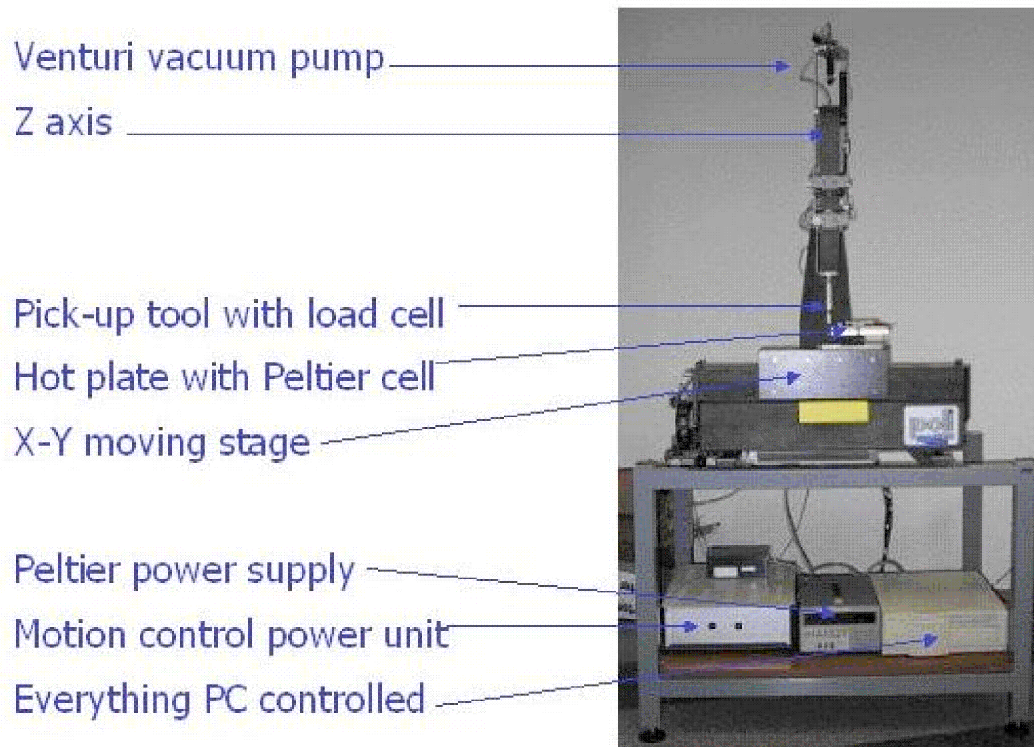 Venturi vacuum pump
Z axis
Pick-up tool with load cell
Hot plate with Peltier cell
X-Y moving stage
Peltier power supply
Motion control power unit
Everything PC controlled